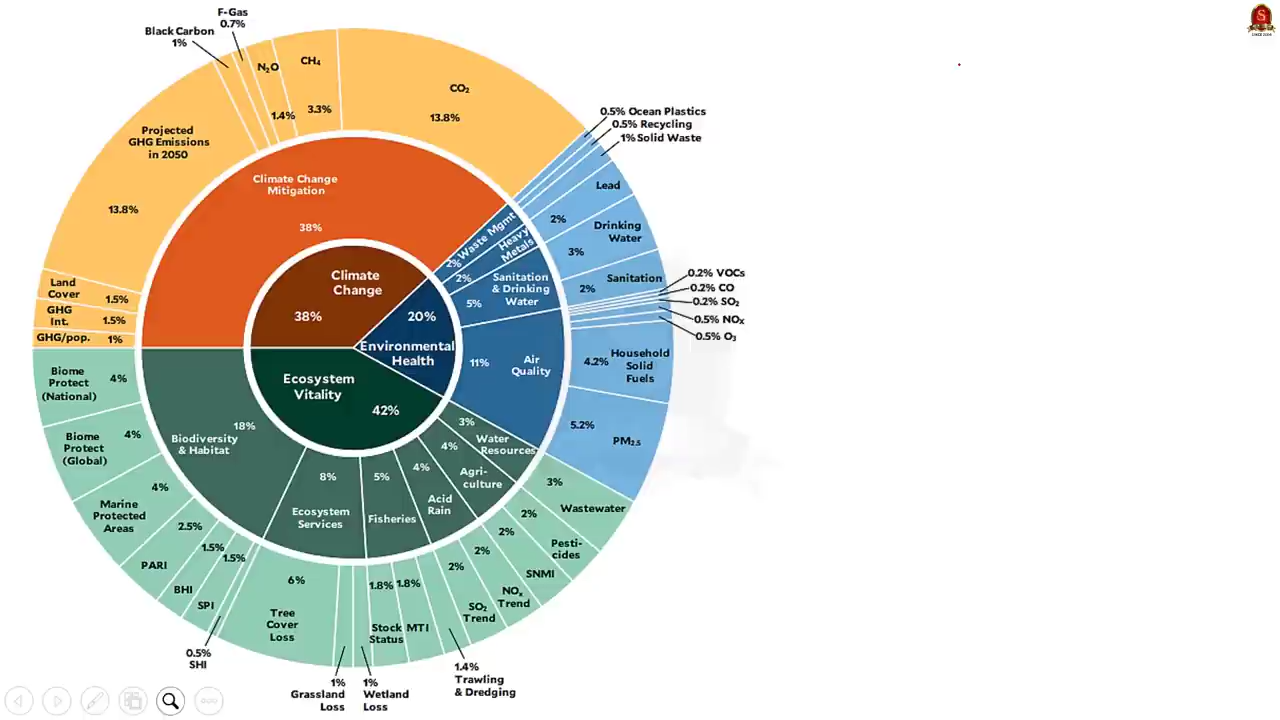 F-Gas
0.7%
Black Carbon
1%
N₂O
1.4%
CH₄
3.3%
CO₂
13.8%
Projected
GHG Emissions
in 2050
13.8%
Land
Cover
1.5%
GHG
Int.
1.5%
GHG/pop.
1%
Climate Change
Mitigation
38%
Climate
Change
38%
0.5% Ocean Plastics
0.5% Recycling
1% Solid Waste
Lead
2%
Drinking
Water
3%
Sanitation
2%
0.2% VOCs
0.2% CO
0.2% SO₂
0.5% NOₓ
0.5% O₃
4.2%
Household
Solid
Fuels
5.2%
PM₂.₅
Waste Mgmt
2%
Heavy
Metals
2%
Sanitation
& Drinking
Water
5%
11%
Air
Quality
20%
Environmental
Health
Ecosystem
Vitality
42%
18%
Biodiversity
& Habitat
8%
Ecosystem
Services
5%
Fisheries
4%
Acid
Rain
4%
Agri-
culture
3%
Water
Resources
Biome
Protect
(National)
4%
Biome
Protect
(Global)
4%
4%
Marine
Protected
Areas
2.5%
PARI
1.5%
BHI
1.5%
SPI
0.5%
SHI
6%
Tree
Cover
Loss
1%
Grassland
Loss
1%
Wetland
Loss
1.8%
Stock
Status
1.8%
MTI
1.4%
Trawling
& Dredging
2%
SO₂
Trend
2%
NOₓ
Trend
2%
SNMI
2%
Pesti-
cides
3%
Wastewater